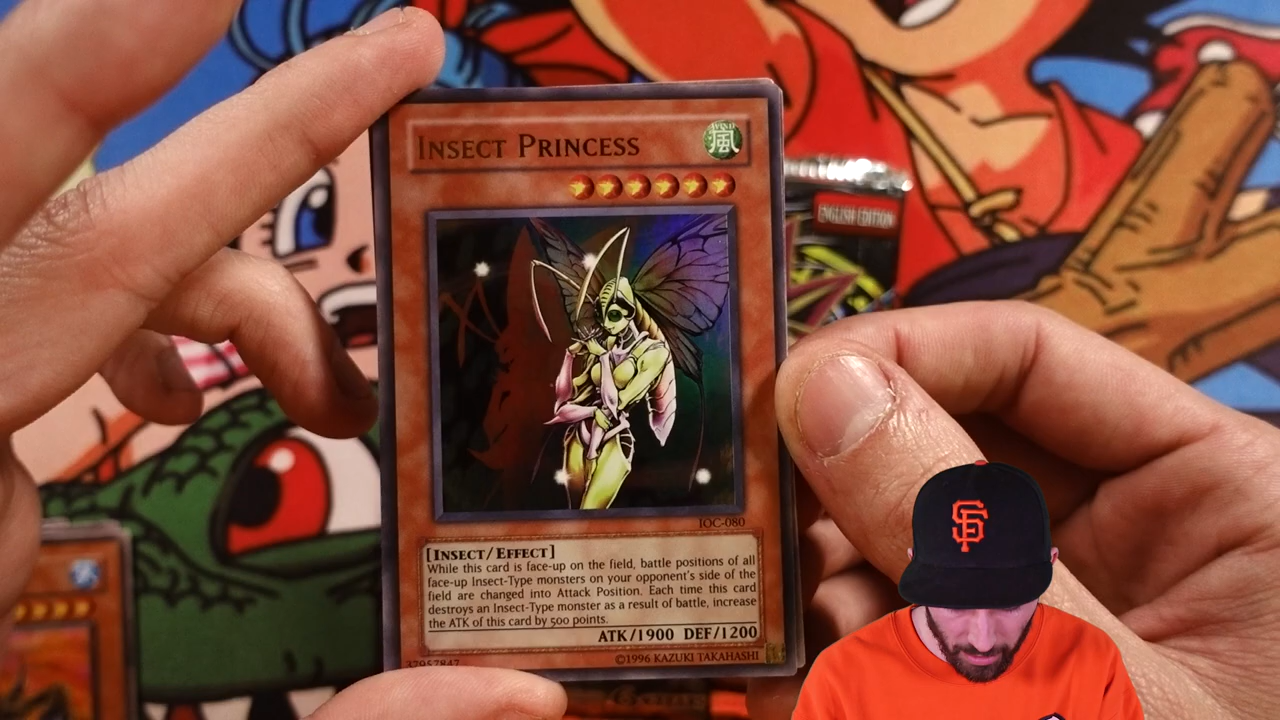 INSECT PRINCESS
WIND
風
ENGLISH EDITION
IOC-080
[INSECT/EFFECT]
While this card is face-up on the field, battle positions of all
face-up Insect-Type monsters on your opponent's side of the
field are changed into Attack Position. Each time this card
destroys an Insect-Type monster as a result of battle, increase
the ATK of this card by 500 points.
ATK/1900 DEF/1200
37957847
©1996 KAZUKI TAKAHASHI
SF